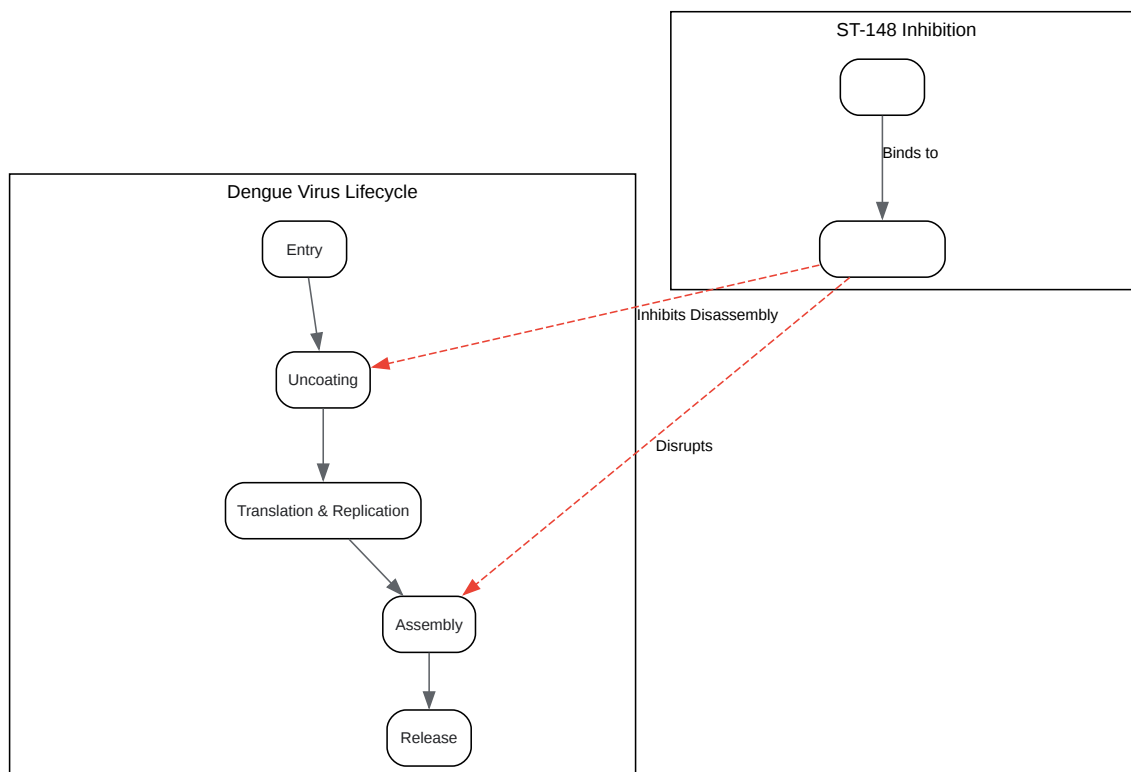 ST-148 Inhibition
Binds to
Dengue Virus Lifecycle
Entry
Inhibits Disassembly
Uncoating
Disrupts
Translation & Replication
Assembly
Release